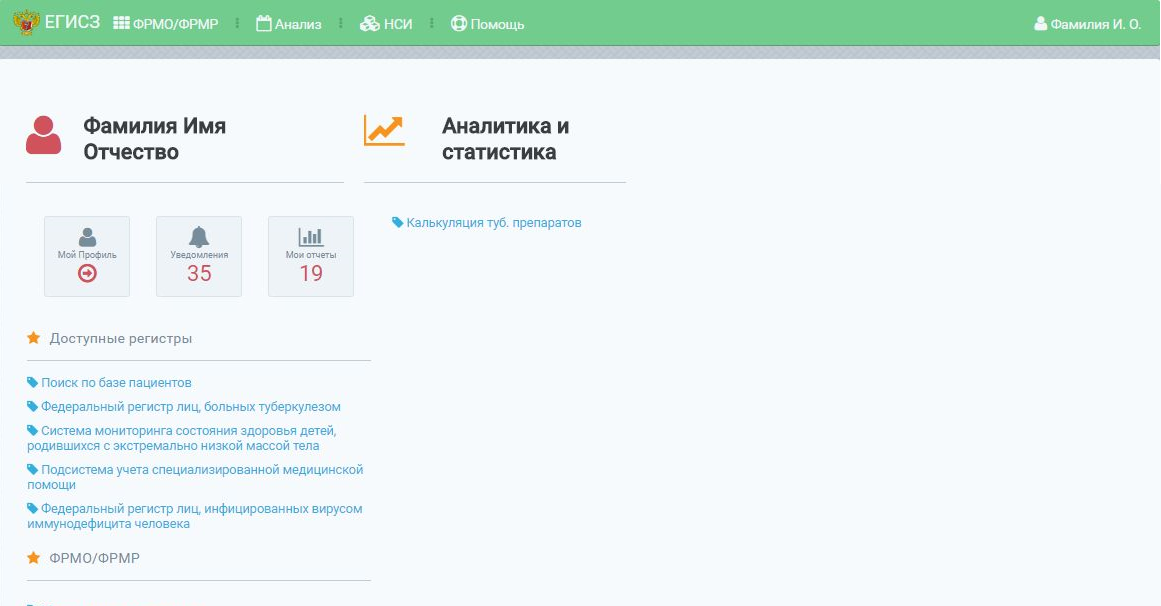 ЕГИСЗ ФРМО/ФРМР Анализ НСИ Помощь Фамилия И. О.
Фамилия Имя
Отчество
Аналитика и
статистика
Мой Профиль
Уведомления
35
Мои отчеты
19
Калькуляция туб. препаратов
Доступные регистры
Поиск по базе пациентов
Федеральный регистр лиц, больных туберкулезом
Система мониторинга состояния здоровья детей,
родившихся с экстремально низкой массой тела
Подсистема учета специализированной медицинской
помощи
Федеральный регистр лиц, инфицированных вирусом
иммунодефицита человека
ФРМО/ФРМР